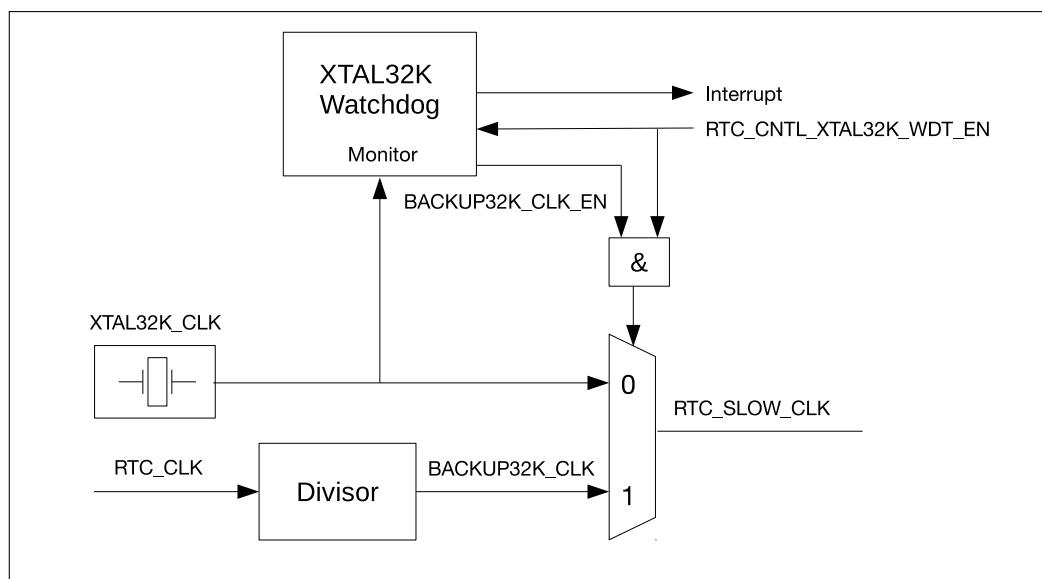 XTAL32K
Watchdog
Monitor
Interrupt
RTC_CNTL_XTAL32K_WDT_EN
BACKUP32K_CLK_EN
&
XTAL32K_CLK
0
RTC_SLOW_CLK
RTC_CLK
Divisor
BACKUP32K_CLK
1